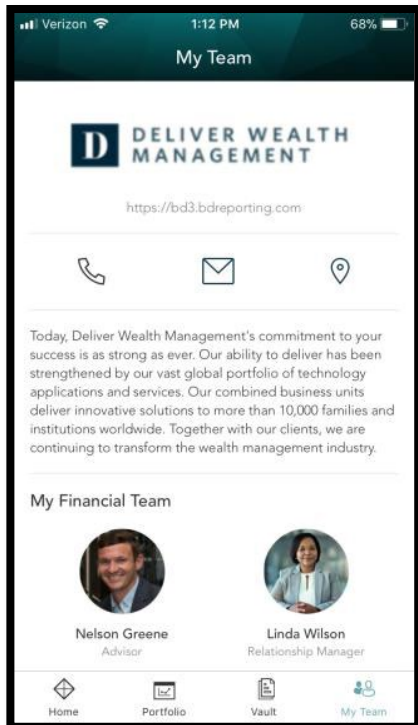 Verizon 1:12 PM 68%
My Team
D DELIVER WEALTH
MANAGEMENT
https://bd3.bdreporting.com
Today, Deliver Wealth Management's commitment to your
success is as strong as ever. Our ability to deliver has been
strengthened by our vast global portfolio of technology
applications and services. Our combined business units
deliver innovative solutions to more than 10,000 families and
institutions worldwide. Together with our clients, we are
continuing to transform the wealth management industry.
My Financial Team
Nelson Greene Linda Wilson
Advisor Relationship Manager
Home Portfolio Vault My Team